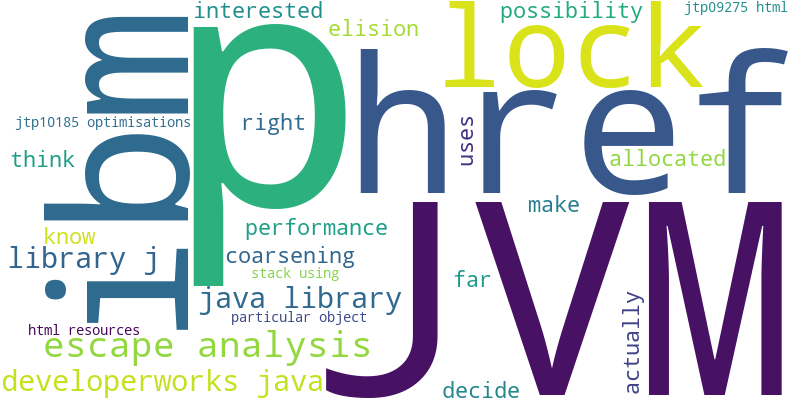 interested
possibility
jtp09275 html
elision
lock
ibm
p
href
jtp10185 optimisations
right
uses
think
allocated
make
know
performance
library j
coarsening
stack using
far
JVM
java library
particular object
actually
html resources
escape analysis
developerworks java
decide